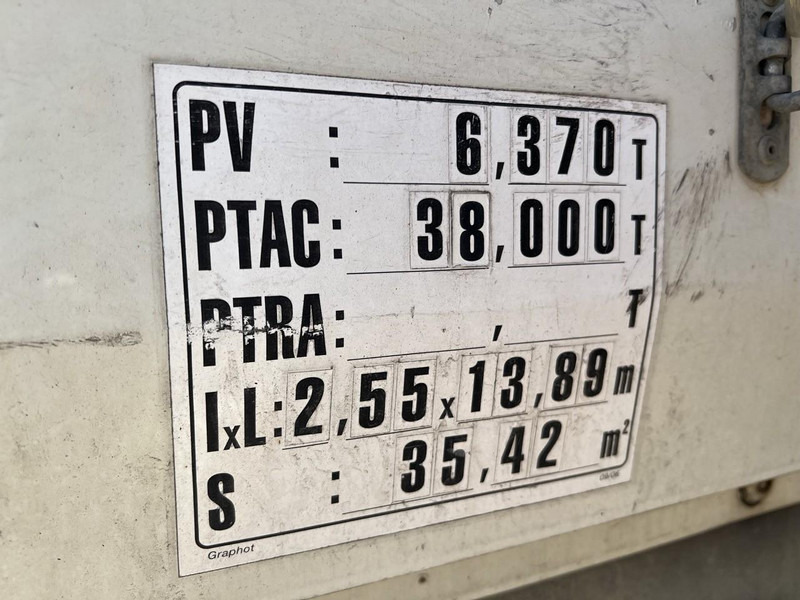 PV : 6,370 T
PTAC: 38,000 T
PTRA: , T
lxL: 2,55 x 13,89 m
S : 35,42 m²
Graphot